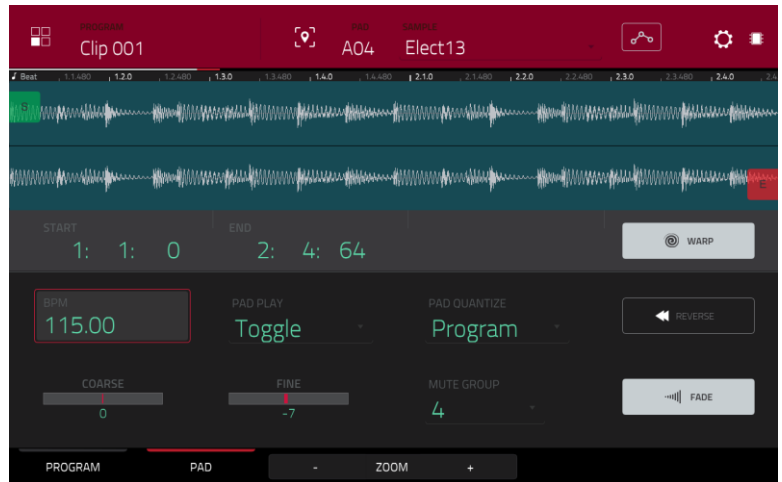 PROGRAM PAD SAMPLE
Clip 001 A04 Elect13
Beat 1.1.480 1.2.0 1.2.480 1.3.0 1.3.480 1.4.0 1.4.480 2.1.0 2.1.480 2.2.0 2.2.480 2.3.0 2.3.480 2.4.0 2.4
S
E
START END
1: 1: 0 2: 4: 64
WARP
BPM PAD PLAY PAD QUANTIZE
115.00 Toggle Program
REVERSE
COARSE FINE MUTE GROUP
0 -7 4
FADE
PROGRAM PAD - ZOOM +